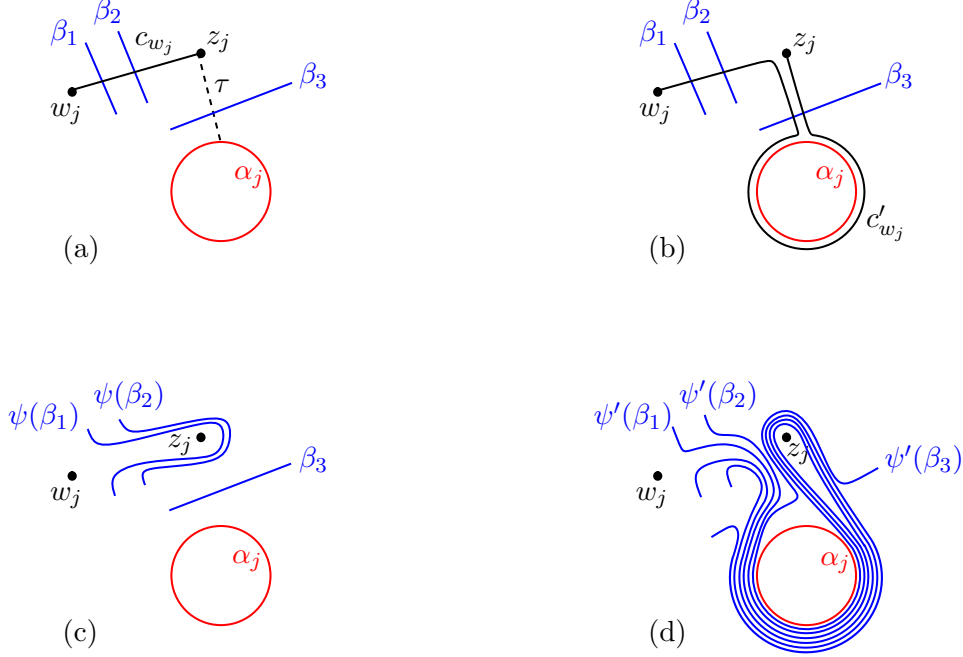 β₂
β₁
c_{w_j}
z_j
w_j
τ
β₃
α_j
(a)
β₂
β₁
z_j
w_j
β₃
α_j
c′_{w_j}
(b)
ψ(β₂)
ψ(β₁)
z_j
w_j
β₃
α_j
(c)
ψ′(β₂)
ψ′(β₁)
z_j
w_j
ψ′(β₃)
α_j
(d)